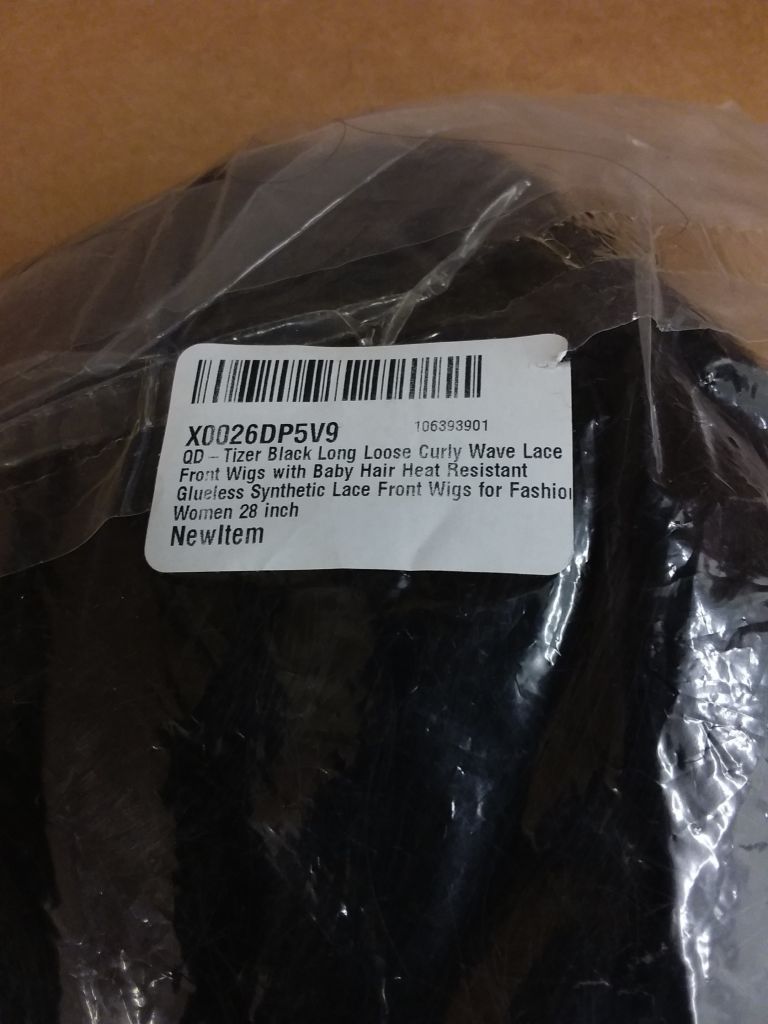 X0026DP5V9 106393901
QD - Tizer Black Long Loose Curly Wave Lace
Front Wigs with Baby Hair Heat Resistant
Glueless Synthetic Lace Front Wigs for Fashion
Women 28 inch
NewItem